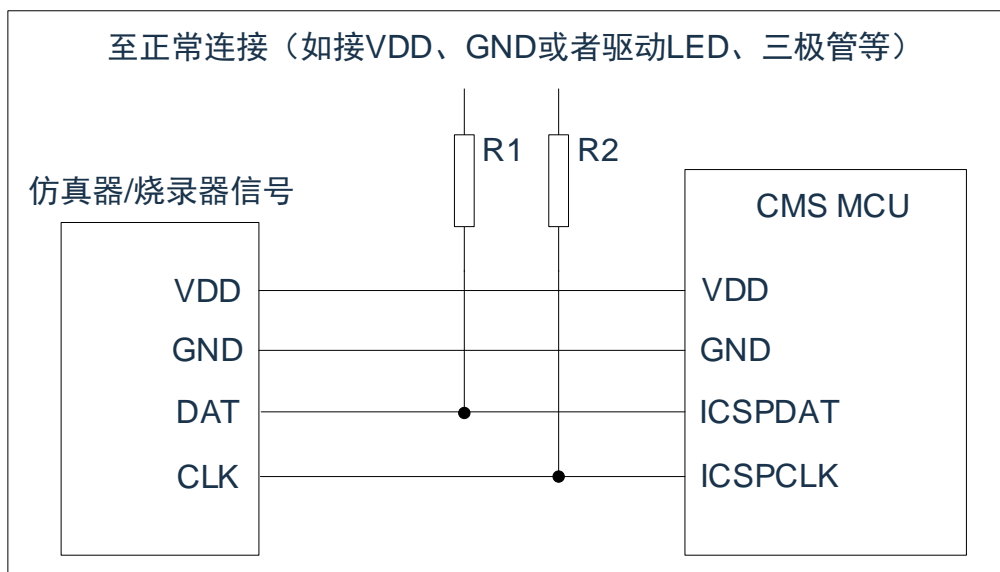 至正常连接（如接VDD、GND或者驱动LED、三极管等）
R1
R2
仿真器/烧录器信号
CMS MCU
VDD
VDD
GND
GND
DAT
ICSPDAT
CLK
ICSPCLK